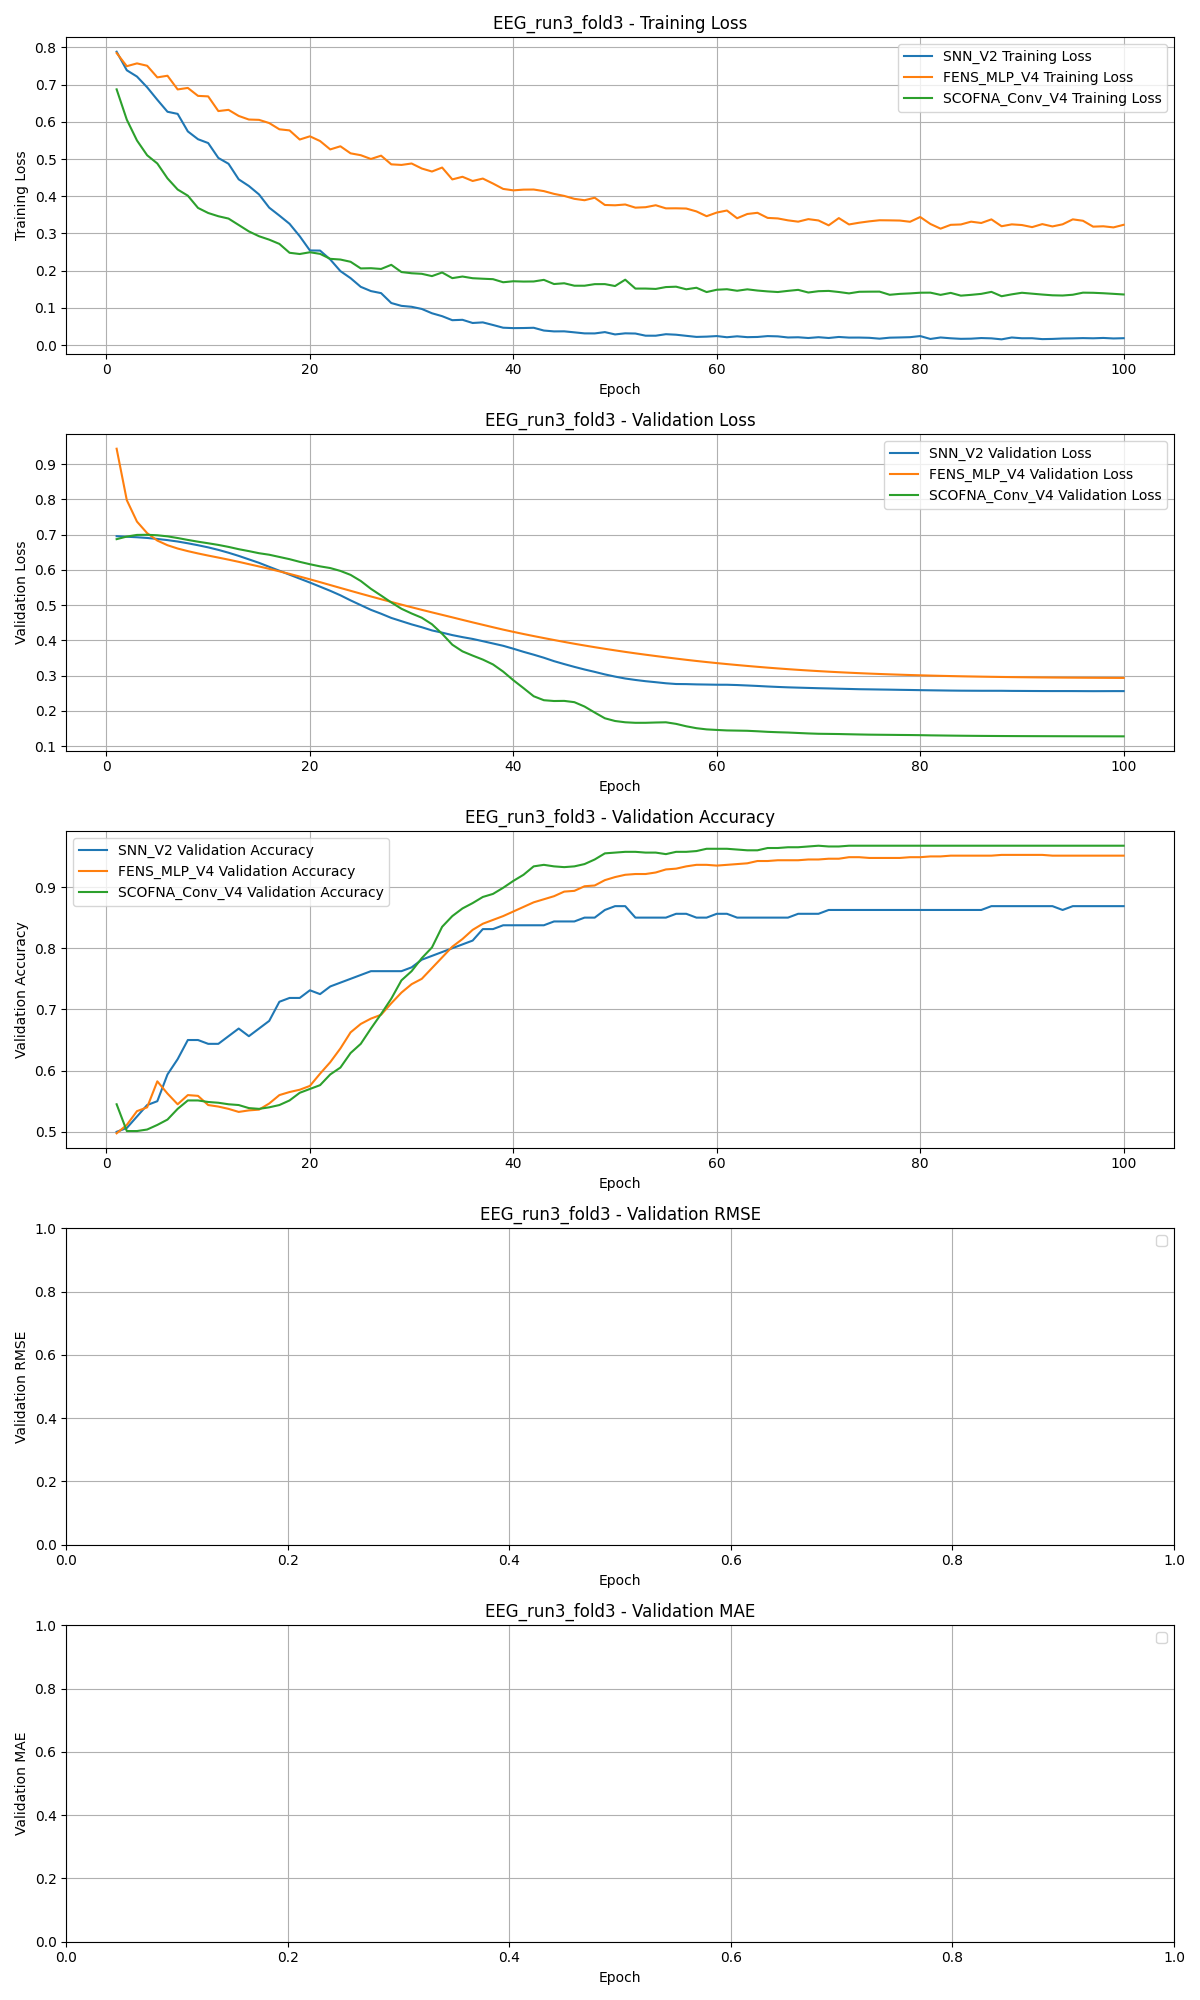 EEG_run3_fold3 - Training Loss
SNN_V2 Training Loss
FENS_MLP_V4 Training Loss
SCOFNA_Conv_V4 Training Loss
Training Loss
0.8
0.7
0.6
0.5
0.4
0.3
0.2
0.1
0.0
0 20 40 60 80 100
Epoch
EEG_run3_fold3 - Validation Loss
SNN_V2 Validation Loss
FENS_MLP_V4 Validation Loss
SCOFNA_Conv_V4 Validation Loss
Validation Loss
0.9
0.8
0.7
0.6
0.5
0.4
0.3
0.2
0.1
0 20 40 60 80 100
Epoch
EEG_run3_fold3 - Validation Accuracy
SNN_V2 Validation Accuracy
FENS_MLP_V4 Validation Accuracy
SCOFNA_Conv_V4 Validation Accuracy
Validation Accuracy
0.9
0.8
0.7
0.6
0.5
0 20 40 60 80 100
Epoch
EEG_run3_fold3 - Validation RMSE
Validation RMSE
1.0
0.8
0.6
0.4
0.2
0.0
0.0 0.2 0.4 0.6 0.8 1.0
Epoch
EEG_run3_fold3 - Validation MAE
Validation MAE
1.0
0.8
0.6
0.4
0.2
0.0
0.0 0.2 0.4 0.6 0.8 1.0
Epoch